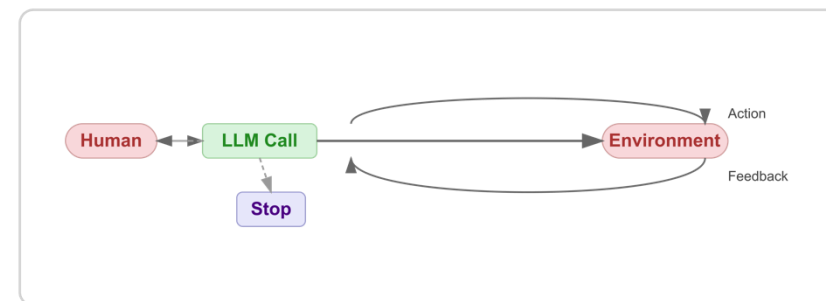 Action
Human
LLM Call
Environment
Feedback
Stop